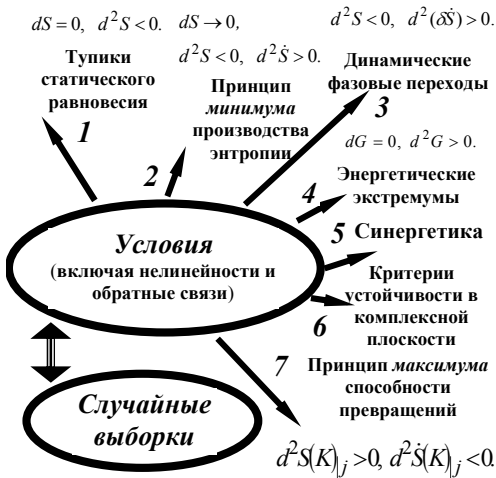 dS = 0, d²S < 0.
Тупики
статического
равновесия
1
dS → 0,
d²S < 0, d²Ṡ > 0.
Принцип
минимума
производства
энтропии
2
d²S < 0, d²(δṠ) > 0.
Динамические
фазовые переходы
3
dG = 0, d²G > 0.
Энергетические
экстремумы
4
5 Синергетика
Критерии
устойчивости в
комплексной
плоскости
6
7 Принцип максимума
способности
превращений
d²S(K)|j > 0, d²Ṡ(K)|j < 0.
Условия
(включая нелинейности и
обратные связи)
Случайные
выборки